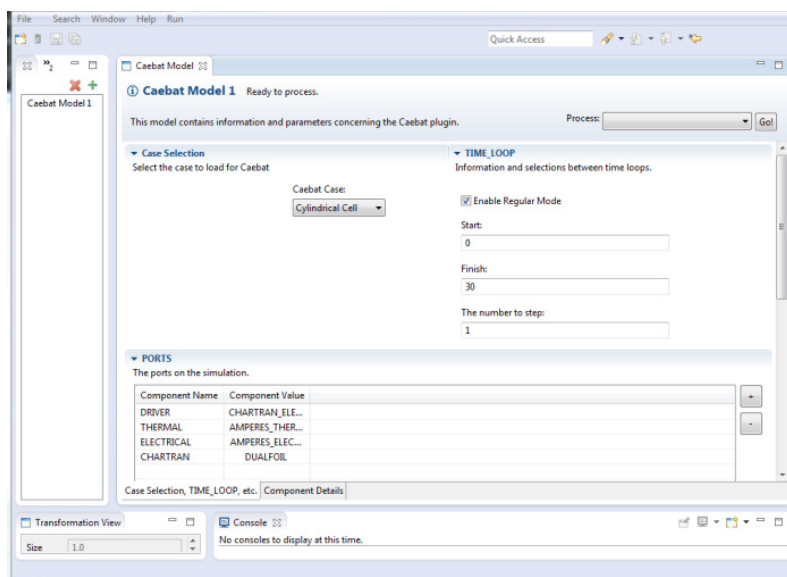 File Search Window Help Run
Quick Access
»2
Caebat Model
Caebat Model 1
Caebat Model 1 Ready to process.
This model contains information and parameters concerning the Caebat plugin.
Process:
Go!
Case Selection
Select the case to load for Caebat
Caebat Case:
Cylindrical Cell
TIME_LOOP
Information and selections between time loops.
Enable Regular Mode
Start:
0
Finish:
30
The number to step:
1
PORTS
The ports on the simulation.
Component Name Component Value
DRIVER CHARTRAN_ELE...
THERMAL AMPERES_THER...
ELECTRICAL AMPERES_ELEC...
CHARTRAN DUALFOIL
+
-
Case Selection, TIME_LOOP, etc. Component Details
Transformation View
Size 1.0
Console
No consoles to display at this time.